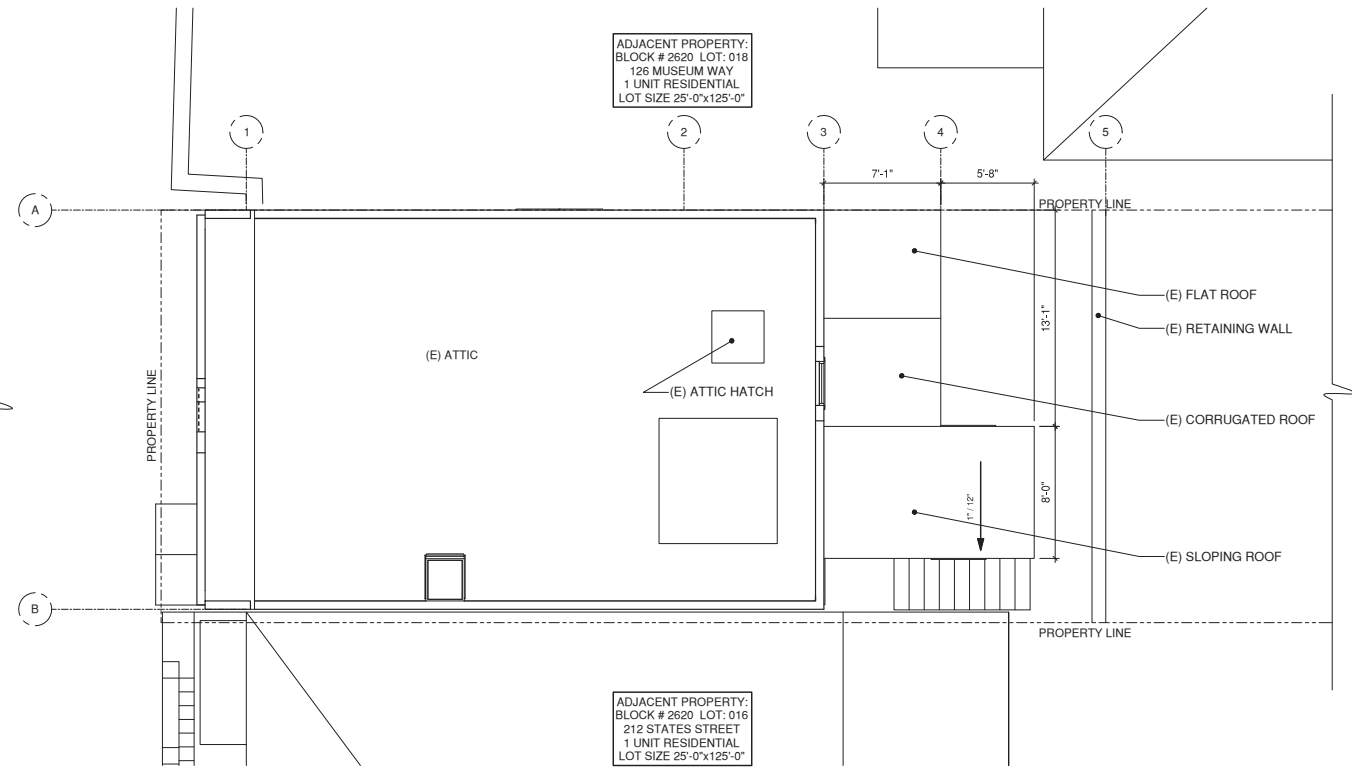 ADJACENT PROPERTY:
BLOCK # 2620 LOT: 018
126 MUSEUM WAY
1 UNIT RESIDENTIAL
LOT SIZE 25'-0"x125'-0"
1
2
3
4
5
7'-1"
5'-8"
A
PROPERTY LINE
(E) FLAT ROOF
13'-1"
(E) RETAINING WALL
(E) ATTIC
(E) ATTIC HATCH
PROPERTY LINE
(E) CORRUGATED ROOF
8'-0"
1" / 12"
(E) SLOPING ROOF
B
PROPERTY LINE
ADJACENT PROPERTY:
BLOCK # 2620 LOT: 016
212 STATES STREET
1 UNIT RESIDENTIAL
LOT SIZE 25'-0"x125'-0"